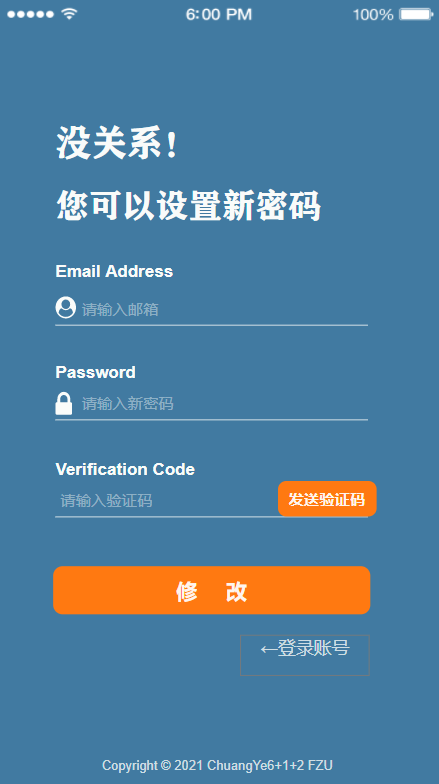 6:00 PM 100%
没关系！
您可以设置新密码
Email Address
请输入邮箱
Password
请输入新密码
Verification Code
请输入验证码 发送验证码
修 改
←登录账号
Copyright © 2021 ChuangYe6+1+2 FZU